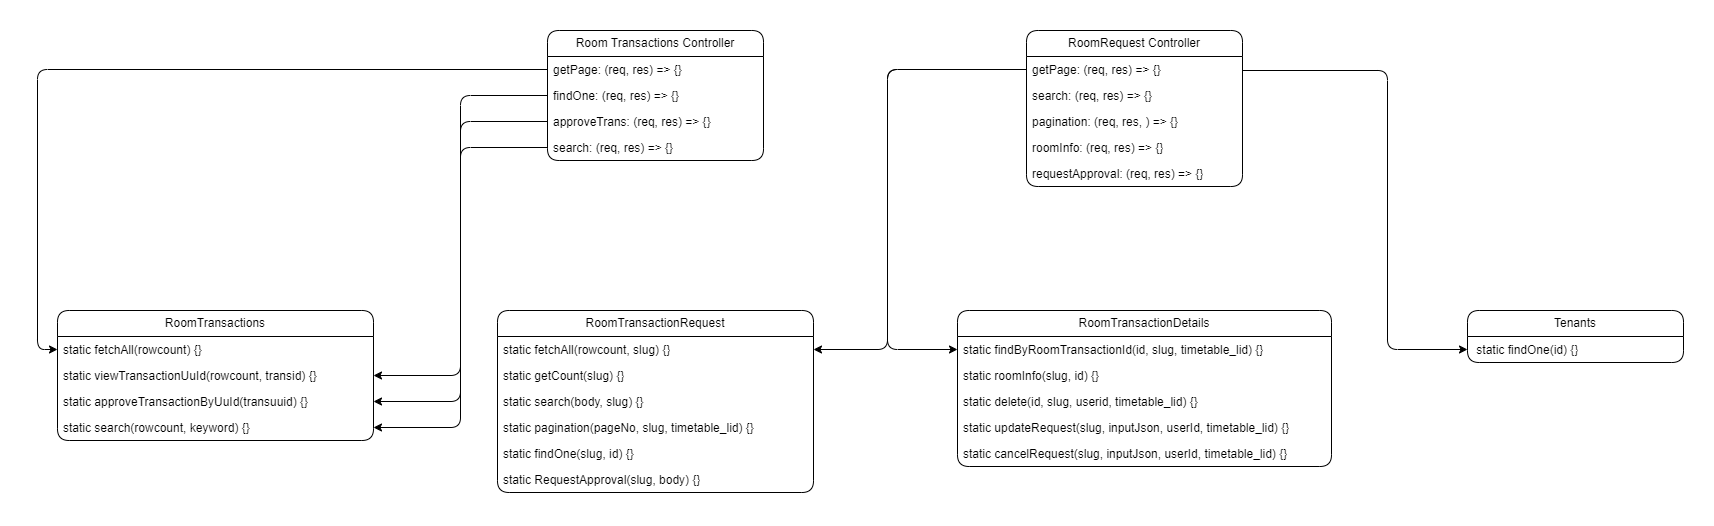 Room Transactions Controller
getPage: (req, res) => {}
findOne: (req, res) => {}
approveTrans: (req, res) => {}
search: (req, res) => {}
RoomRequest Controller
getPage: (req, res) => {}
search: (req, res) => {}
pagination: (req, res, ) => {}
roomInfo: (req, res) => {}
requestApproval: (req, res) => {}
RoomTransactions
static fetchAll(rowcount) {}
static viewTransactionUuId(rowcount, transid) {}
static approveTransactionByUuId(transuuid) {}
static search(rowcount, keyword) {}
RoomTransactionRequest
static fetchAll(rowcount, slug) {}
static getCount(slug) {}
static search(body, slug) {}
static pagination(pageNo, slug, timetable_lid) {}
static findOne(slug, id) {}
static RequestApproval(slug, body) {}
RoomTransactionDetails
static findByRoomTransactionId(id, slug, timetable_lid) {}
static roomInfo(slug, id) {}
static delete(id, slug, userid, timetable_lid) {}
static updateRequest(slug, inputJson, userId, timetable_lid) {}
static cancelRequest(slug, inputJson, userId, timetable_lid) {}
Tenants
static findOne(id) {}